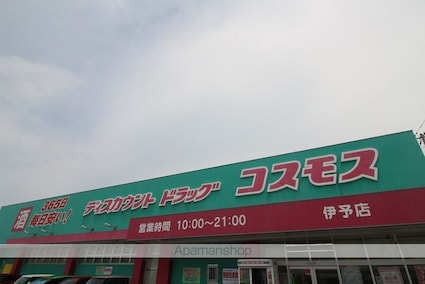 酒
365日
毎日安い!
ディスカウント ドラッグ コスモス
営業時間 10:00~21:00
伊予店
Apamanshop